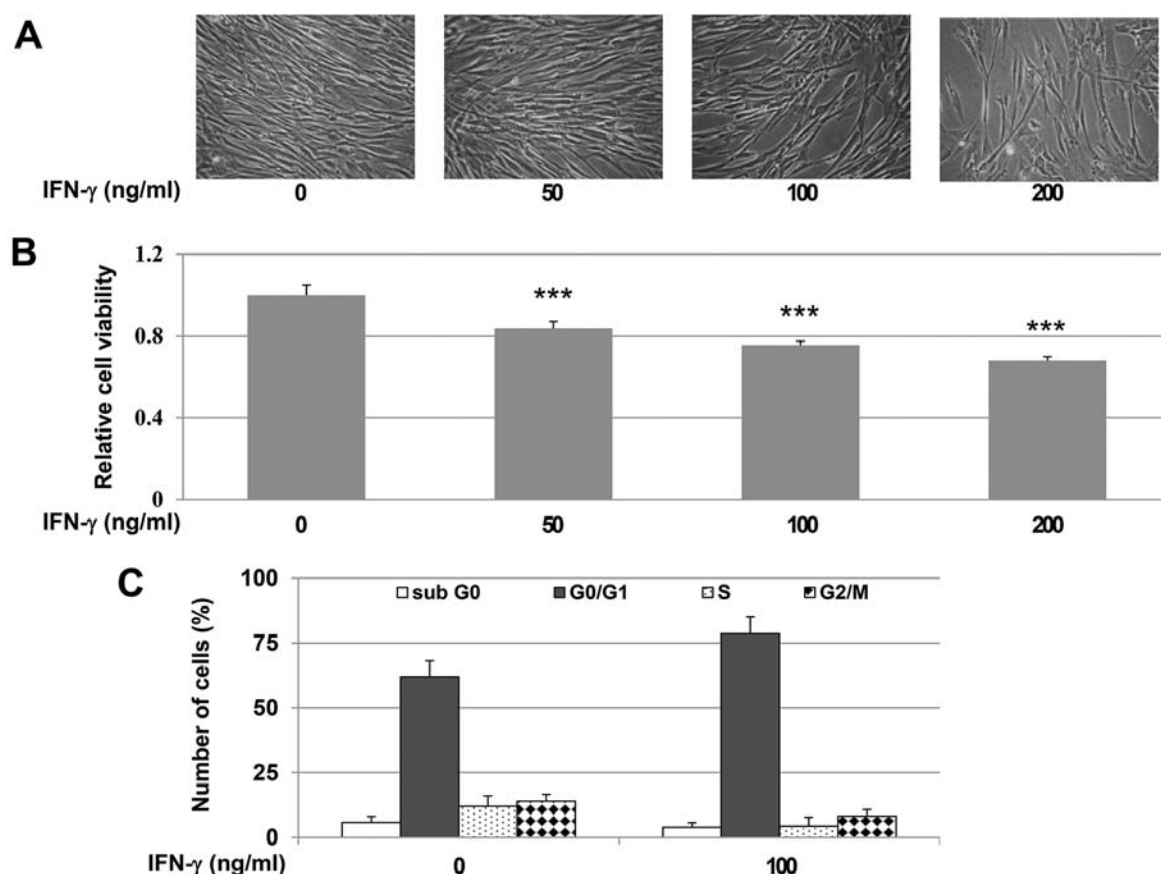 A
IFN-γ (ng/ml) 0 50 100 200
B
Relative cell viability
1.2
0.8
0.4
0
*** *** ***
IFN-γ (ng/ml) 0 50 100 200
C
Number of cells (%)
100
75
50
25
0
sub G0 G0/G1 S G2/M
IFN-γ (ng/ml) 0 100